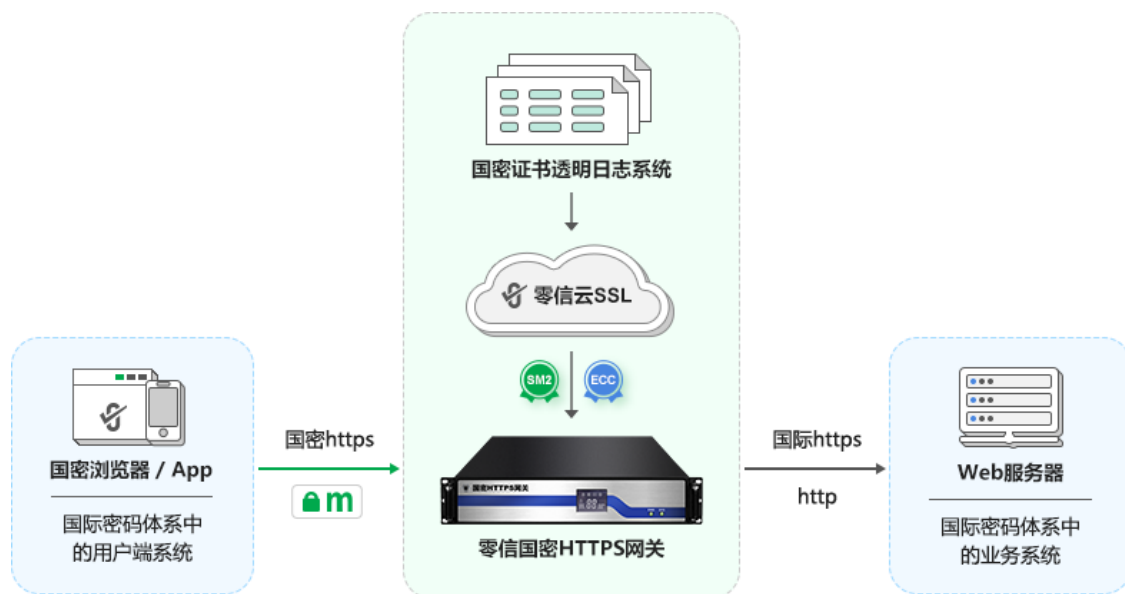 国密证书透明日志系统
零信云SSL
SM2
ECC
国密浏览器 / App
国际密码体系中
的用户端系统
国密https
m
国密HTTPS网关
零信国密HTTPS网关
国际https
http
Web服务器
国际密码体系中
的业务系统